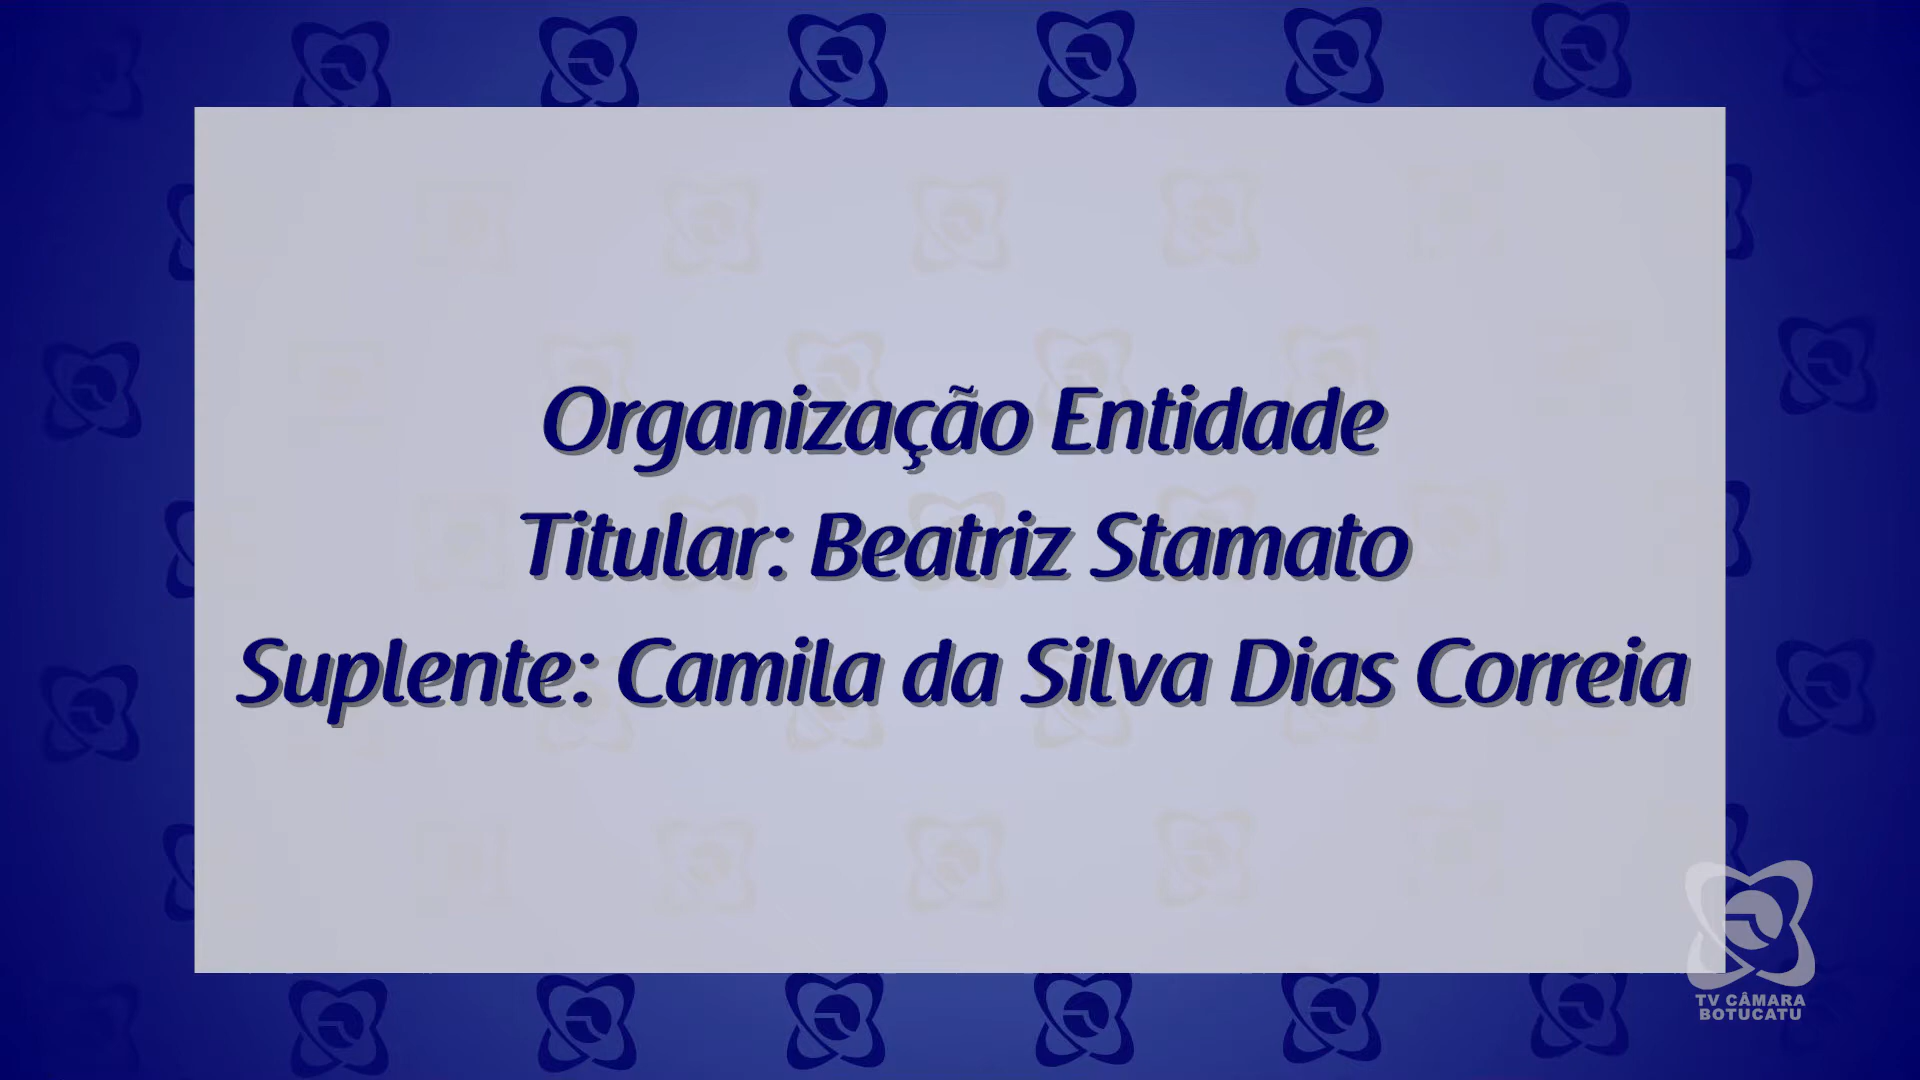 Organização Entidade
Titular: Beatriz Stamato
Suplente: Camila da Silva Dias Correia
TV CÂMARA
BOTUCATU